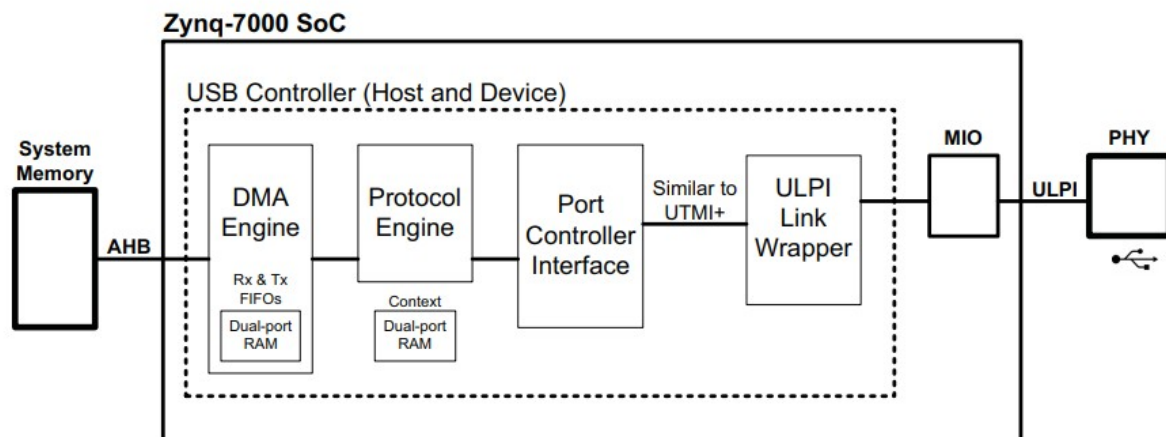 Zynq-7000 SoC
USB Controller (Host and Device)
System
Memory
AHB
DMA
Engine
Rx & Tx
FIFOs
Dual-port
RAM
Protocol
Engine
Context
Dual-port
RAM
Port
Controller
Interface
Similar to
UTMI+
ULPI
Link
Wrapper
MIO
ULPI
PHY